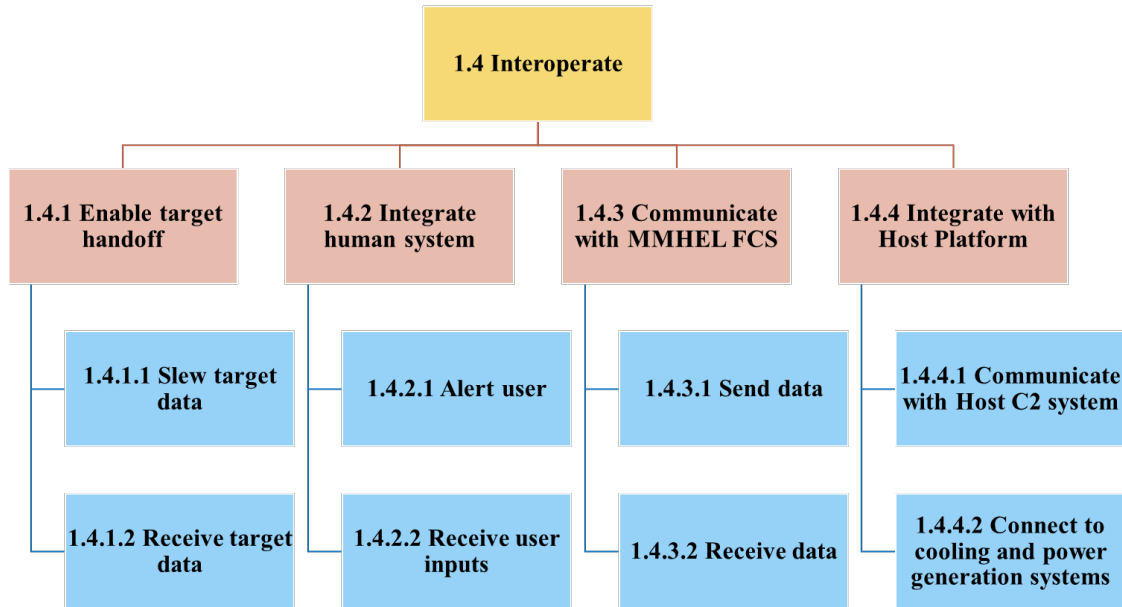 1.4 Interoperate
1.4.1 Enable target
handoff
1.4.2 Integrate
human system
1.4.3 Communicate
with MMHEL FCS
1.4.4 Integrate with
Host Platform
1.4.1.1 Slew target
data
1.4.2.1 Alert user
1.4.3.1 Send data
1.4.4.1 Communicate
with Host C2 system
1.4.1.2 Receive target
data
1.4.2.2 Receive user
inputs
1.4.3.2 Receive data
1.4.4.2 Connect to
cooling and power
generation systems